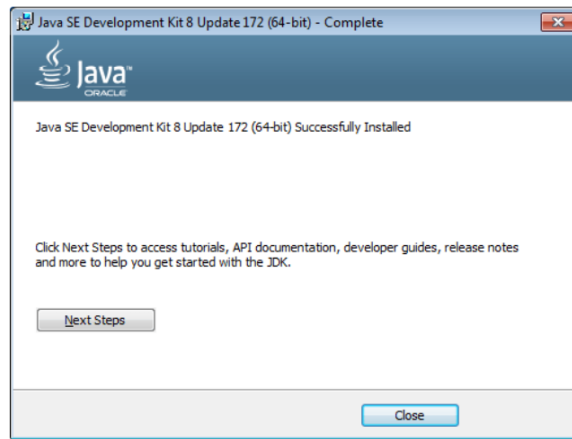 Java SE Development Kit 8 Update 172 (64-bit) - Complete
Java™
ORACLE
Java SE Development Kit 8 Update 172 (64-bit) Successfully Installed
Click Next Steps to access tutorials, API documentation, developer guides, release notes
and more to help you get started with the JDK.
Next Steps
Close